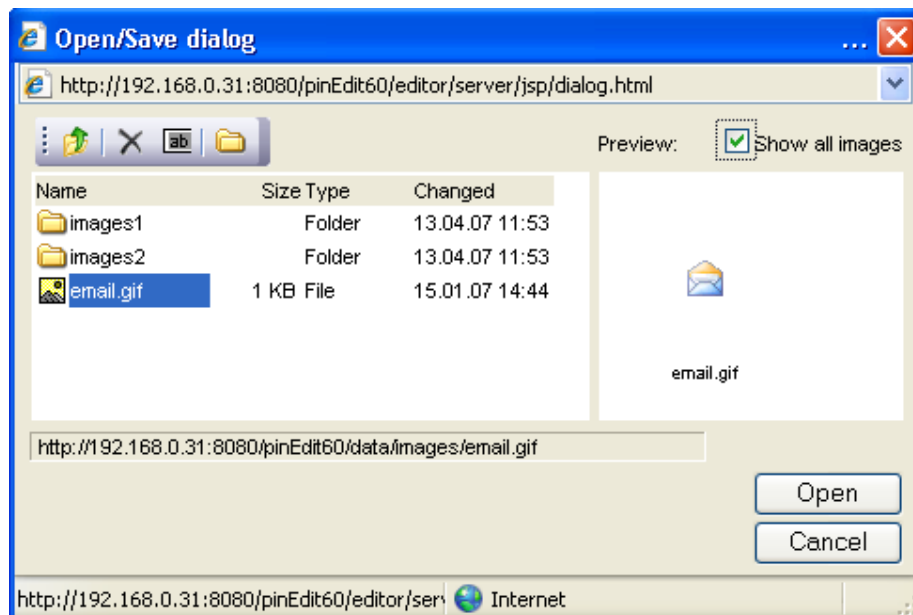 Open/Save dialog ...
http://192.168.0.31:8080/pinEdit60/editor/server/jsp/dialog.html
ab Preview: Show all images
Name Size Type Changed
images1 Folder 13.04.07 11:53
images2 Folder 13.04.07 11:53
email.gif 1 KB File 15.01.07 14:44
email.gif
http://192.168.0.31:8080/pinEdit60/data/images/email.gif
Open
Cancel
http://192.168.0.31:8080/pinEdit60/editor/ser Internet